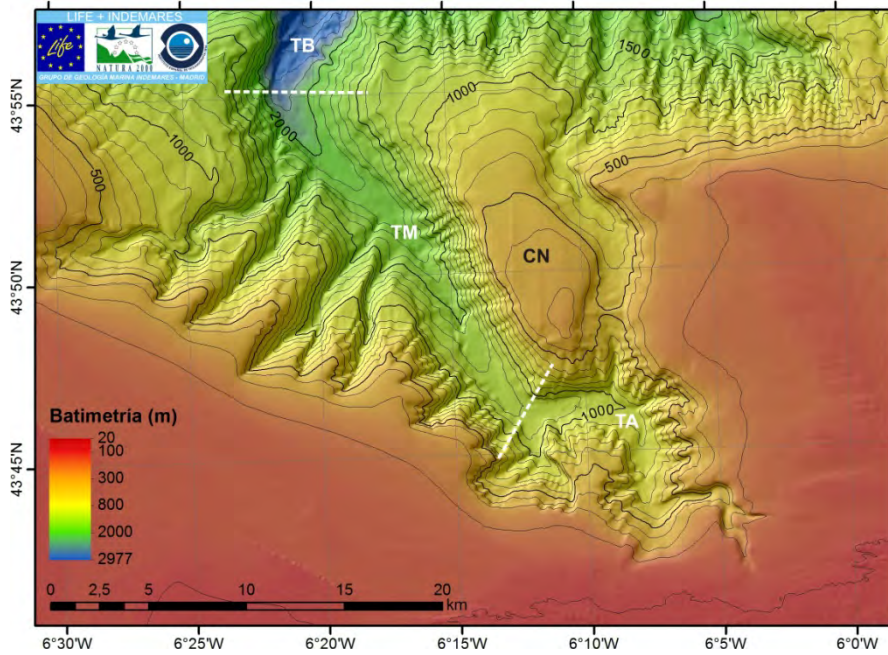 LIFE + INDEMARES
Life
NATURA 2000
GRUPO DE GEOLOGÍA MARINA INDEMARES - MADRID
TB
1500
1000
2000
1000
500
500
TM
CN
1000
TA
43°55'N
43°50'N
43°45'N
Batimetría (m)
20
100
300
800
2000
2977
0 2,5 5 10 15 20
km
6°30'W 6°25'W 6°20'W 6°15'W 6°10'W 6°5'W 6°0'W